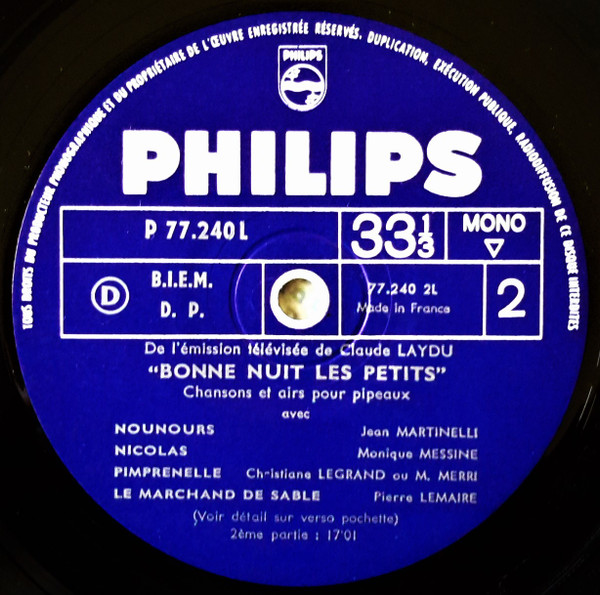 TOUS DROITS DU PRODUCTEUR PHONOGRAPHIQUE ET DU PROPRIÉTAIRE DE L'ŒUVRE ENREGISTRÉE RÉSERVÉS. DUPLICATION, EXÉCUTION PUBLIQUE, RADIODIFFUSION DE CE DISQUE INTERDITES
PHILIPS
PHILIPS
P 77.240 L
33 1/3
MONO
D
B.I.E.M.
D. P.
77.240 2L
Made in France
2
De l'émission télévisée de Claude LAYDU
“BONNE NUIT LES PETITS”
Chansons et airs pour pipeaux
avec
NOUNOURS Jean MARTINELLI
NICOLAS Monique MESSINE
PIMPRENELLE Christiane LEGRAND ou M. MERRI
LE MARCHAND DE SABLE Pierre LEMAIRE
(Voir détail sur verso pochette)
2ème partie : 17'01